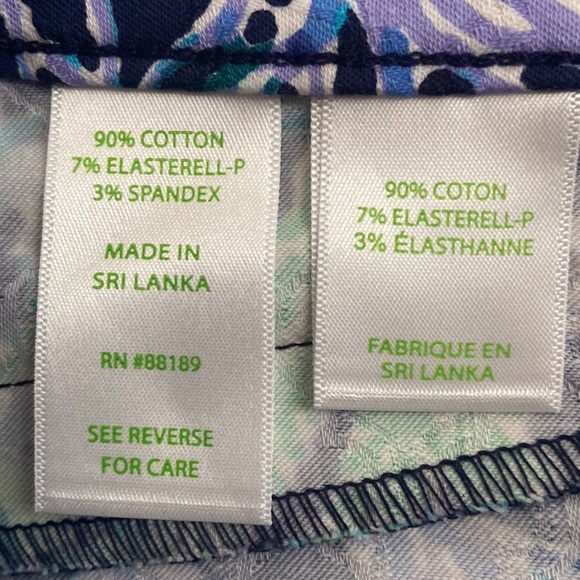 90% COTTON
7% ELASTERELL-P
3% SPANDEX
MADE IN
SRI LANKA
RN #88189
SEE REVERSE
FOR CARE
90% COTON
7% ELASTERELL-P
3% ÉLASTHANNE
FABRIQUE EN
SRI LANKA